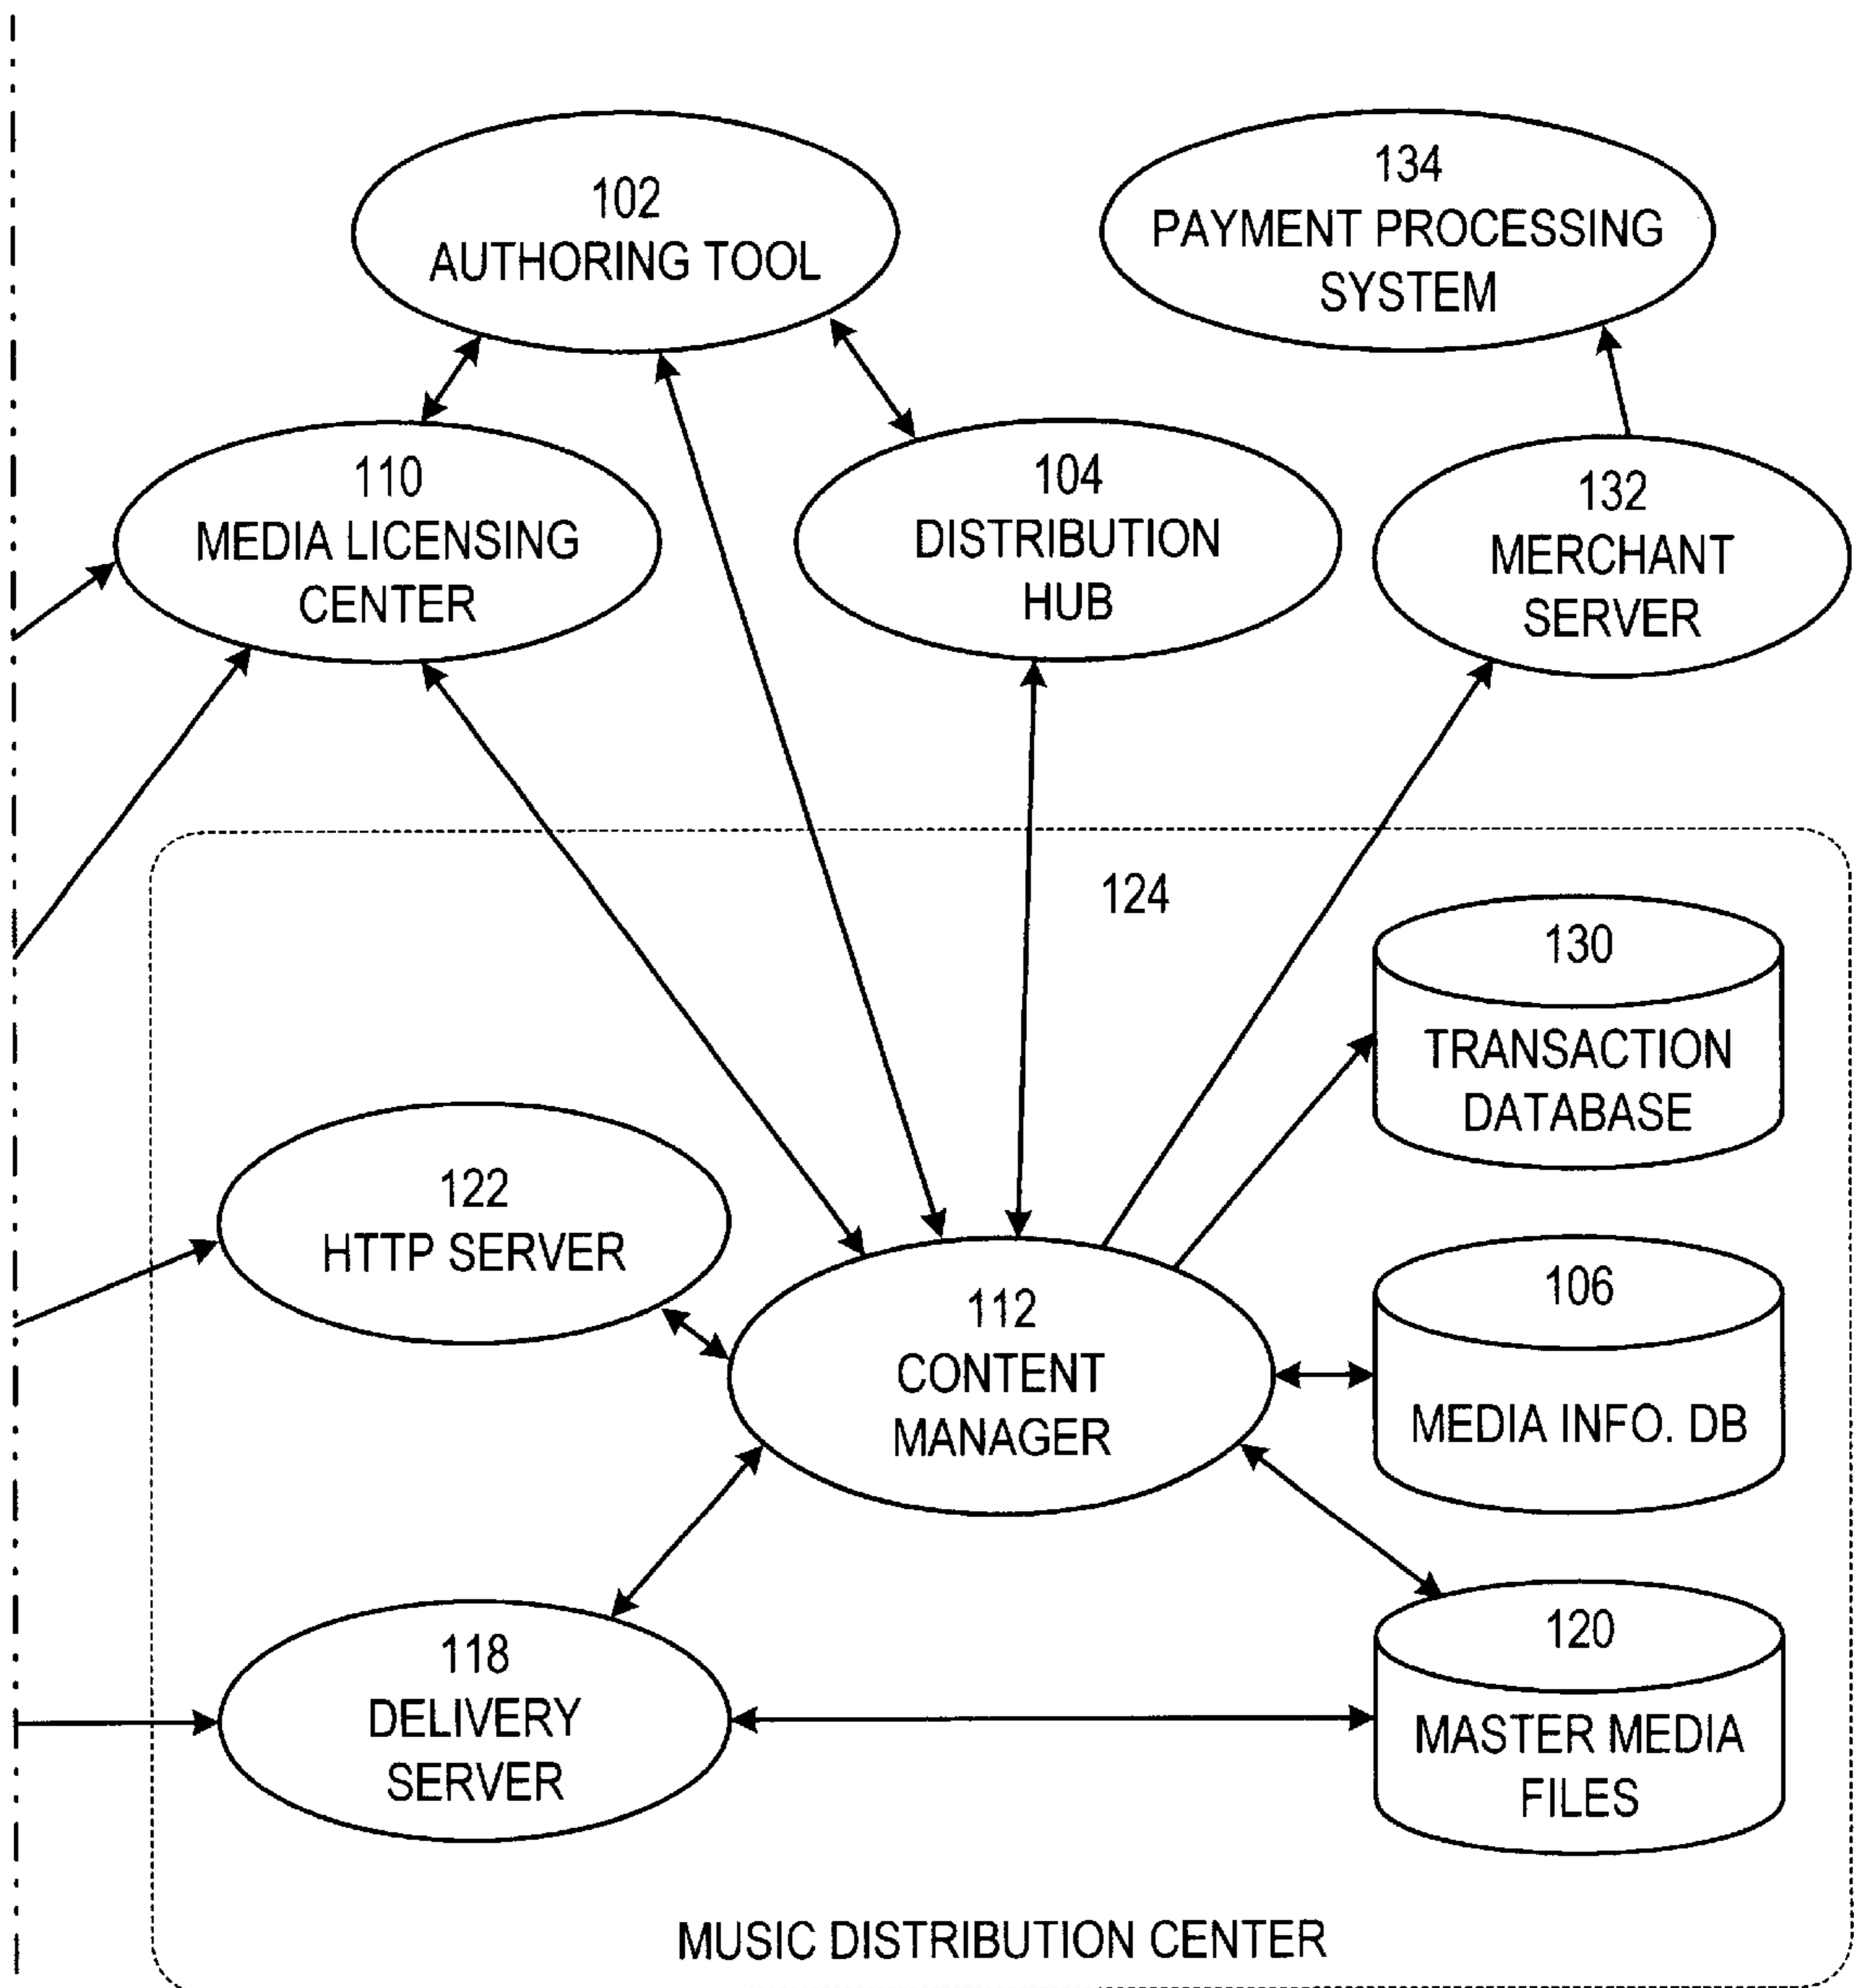 102
AUTHORING TOOL
134
PAYMENT PROCESSING
SYSTEM
110
MEDIA LICENSING
CENTER
104
DISTRIBUTION
HUB
132
MERCHANT
SERVER
124
130
TRANSACTION
DATABASE
122
HTTP SERVER
112
CONTENT
MANAGER
106
MEDIA INFO. DB
118
DELIVERY
SERVER
120
MASTER MEDIA
FILES
MUSIC DISTRIBUTION CENTER